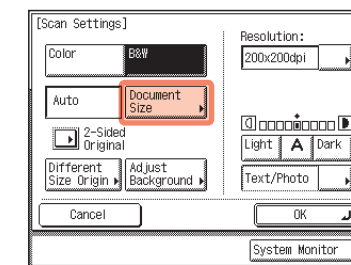 [Scan Settings]
Color
B&W
Auto
Document
Size
2-Sided
Original
Different
Size Origin
Adjust
Background
Cancel
Resolution:
200x200dpi
Light
A
Dark
Text/Photo
OK
System Monitor